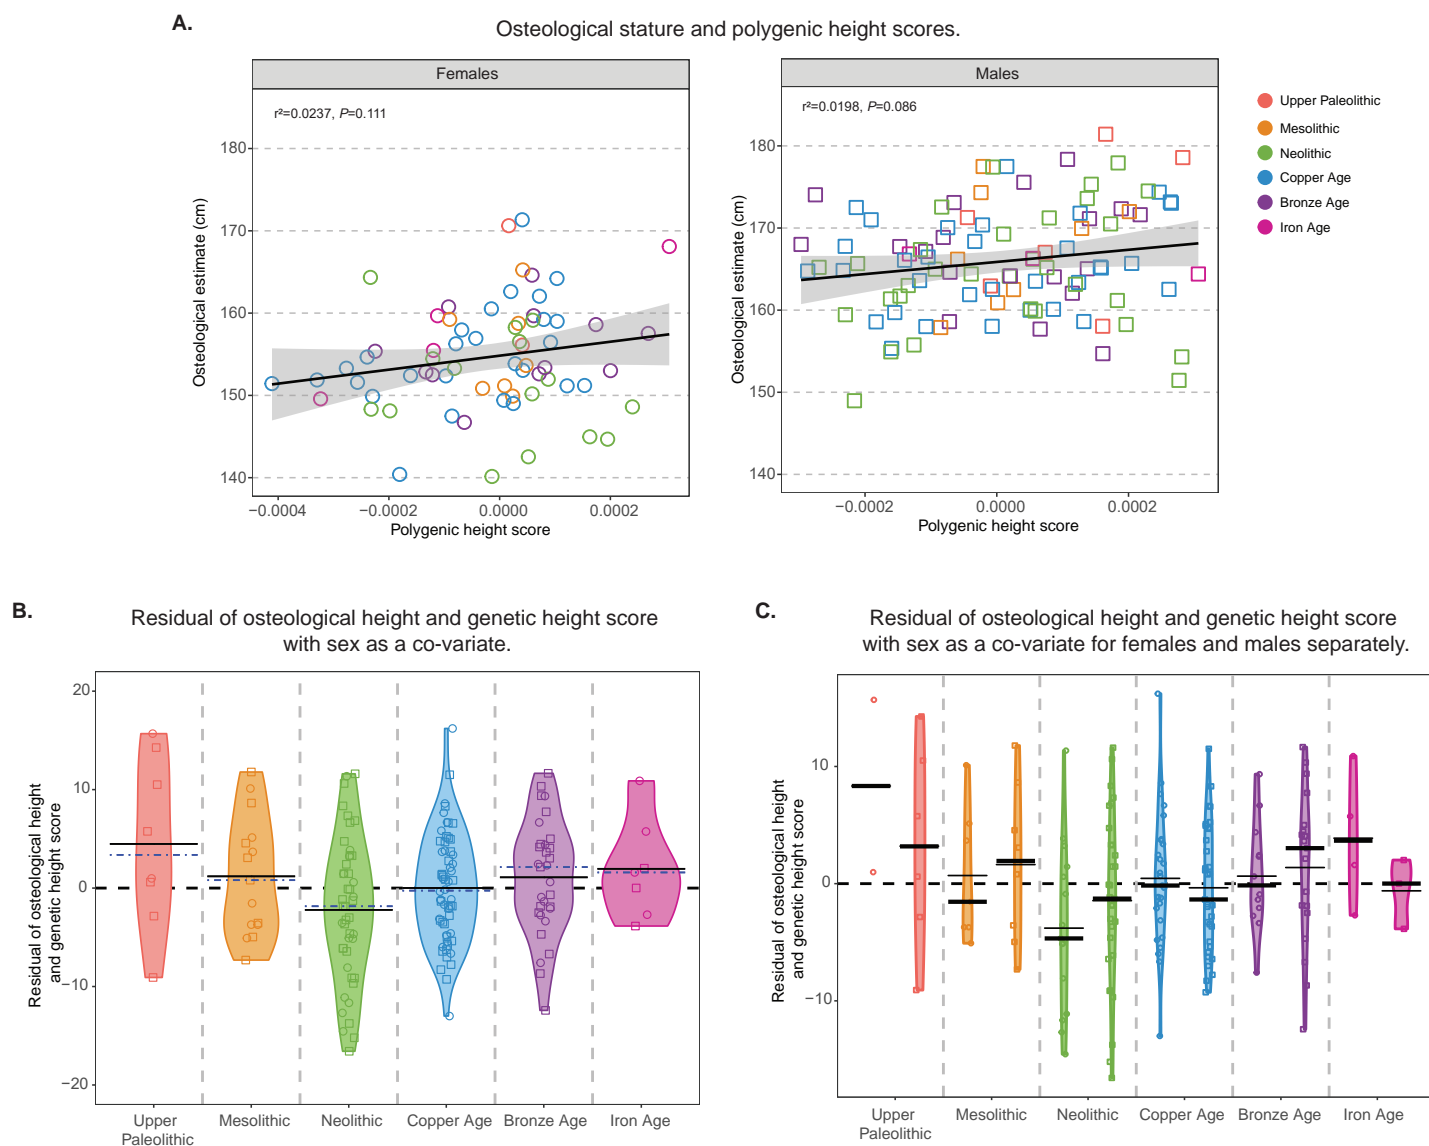 A.
Osteological stature and polygenic height scores.
Females
r²=0.0237, P=0.111
180
170
160
150
140
Osteological estimate (cm)
−0.0004
−0.0002
0.0000
0.0002
Polygenic height score
Males
r²=0.0198, P=0.086
180
170
160
150
140
Osteological estimate (cm)
−0.0002
0.0000
0.0002
Polygenic height score
Upper Paleolithic
Mesolithic
Neolithic
Copper Age
Bronze Age
Iron Age
B.
Residual of osteological height and genetic height score
with sex as a co-variate.
Residual of osteological height
and genetic height score
20
10
0
−10
−20
Upper
Paleolithic
Mesolithic
Neolithic
Copper Age
Bronze Age
Iron Age
C.
Residual of osteological height and genetic height score
with sex as a co-variate for females and males separately.
Residual of osteological height
and genetic height score
10
0
−10
Upper
Paleolithic
Mesolithic
Neolithic
Copper Age
Bronze Age
Iron Age